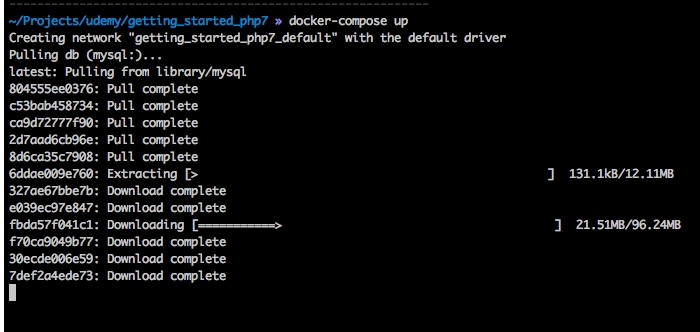 ~/Projects/udemy/getting_started_php7 » docker-compose up
Creating network "getting_started_php7_default" with the default driver
Pulling db (mysql:)...
latest: Pulling from library/mysql
804555ee0376: Pull complete
c53bab458734: Pull complete
ca9d72777f90: Pull complete
2d7aad6cb96e: Pull complete
8d6ca35c7908: Pull complete
6ddae009e760: Extracting [> ] 131.1kB/12.11MB
327ae67bbe7b: Download complete
e039ec97e847: Download complete
fbda57f041c1: Downloading [===========> ] 21.51MB/96.24MB
f70ca9049b77: Download complete
30ecde006e59: Download complete
7def2a4ede73: Download complete